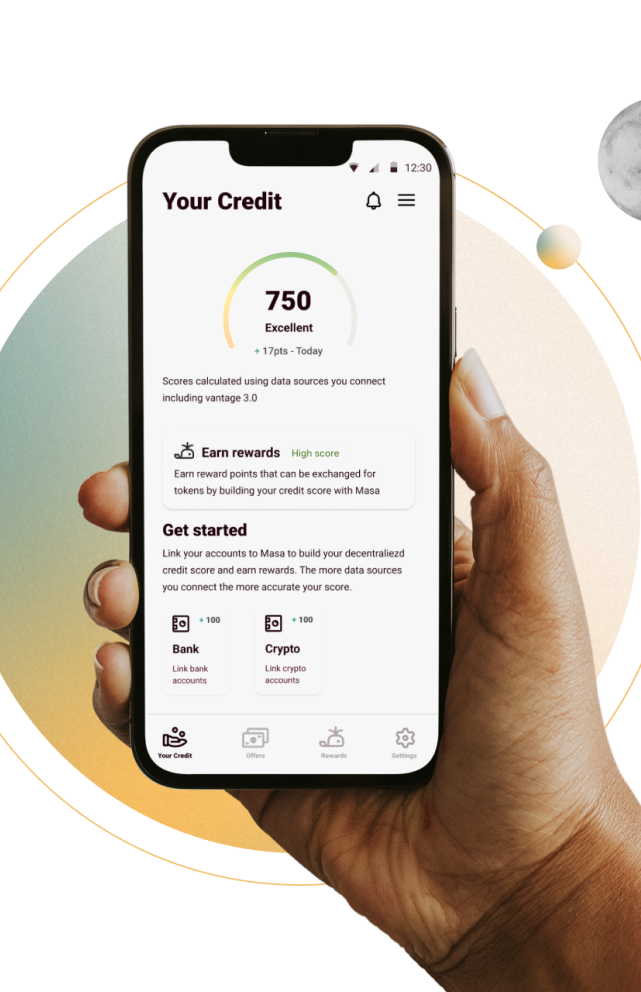 12:30
Your Credit
750
Excellent
+ 17pts - Today
Scores calculated using data sources you connect
including vantage 3.0
Earn rewards High score
Earn reward points that can be exchanged for
tokens by building your credit score with Masa
Get started
Link your accounts to Masa to build your decentraliezd
credit score and earn rewards. The more data sources
you connect the more accurate your score.
+ 100 + 100
Bank Crypto
Link bank Link crypto
accounts accounts
Your Credit Offers Rewards Settings